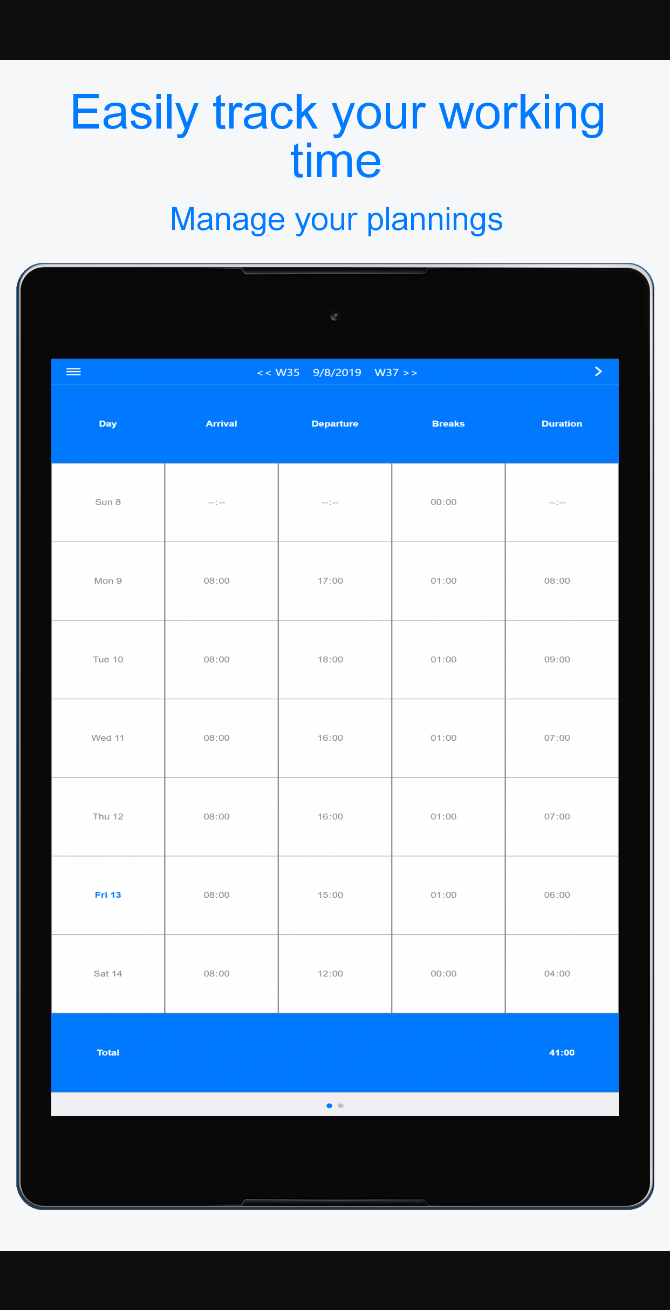 Easily track your working
time
Manage your plannings
<< W35 9/8/2019 W37 >>
Day Arrival Departure Breaks Duration
Sun 8 --:-- --:-- 00:00 --:--
Mon 9 08:00 17:00 01:00 08:00
Tue 10 08:00 18:00 01:00 09:00
Wed 11 08:00 16:00 01:00 07:00
Thu 12 08:00 16:00 01:00 07:00
Fri 13 08:00 15:00 01:00 06:00
Sat 14 08:00 12:00 00:00 04:00
Total 41:00